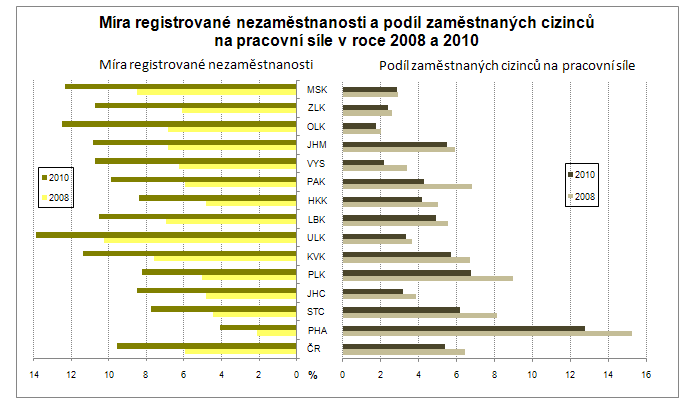 Míra registrované nezaměstnanosti a podíl zaměstnaných cizinců
na pracovní síle v roce 2008 a 2010
Míra registrované nezaměstnanosti
Podíl zaměstnaných cizinců na pracovní síle
MSK
ZLK
OLK
JHM
VYS
PAK
HKK
LBK
ULK
KVK
PLK
JHC
STC
PHA
ČR
2010
2008
2010
2008
14 12 10 8 6 4 2 0 % 0 2 4 6 8 10 12 14 16